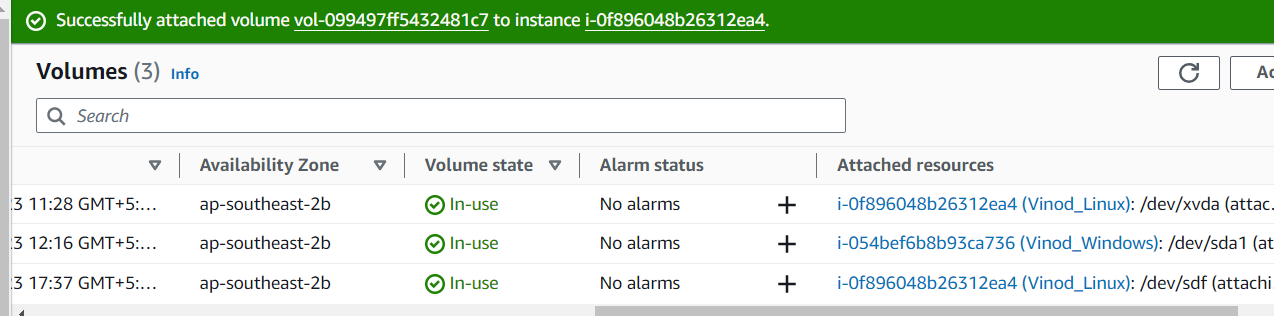 Successfully attached volume vol-099497ff5432481c7 to instance i-0f896048b26312ea4.
Volumes (3) Info
Ac
Search
Availability Zone Volume state Alarm status Attached resources
3 11:28 GMT+5:… ap-southeast-2b In-use No alarms + i-0f896048b26312ea4 (Vinod_Linux): /dev/xvda (attac…
3 12:16 GMT+5:… ap-southeast-2b In-use No alarms + i-054bef6b8b93ca736 (Vinod_Windows): /dev/sda1 (at
3 17:37 GMT+5:… ap-southeast-2b In-use No alarms + i-0f896048b26312ea4 (Vinod_Linux): /dev/sdf (attachi…